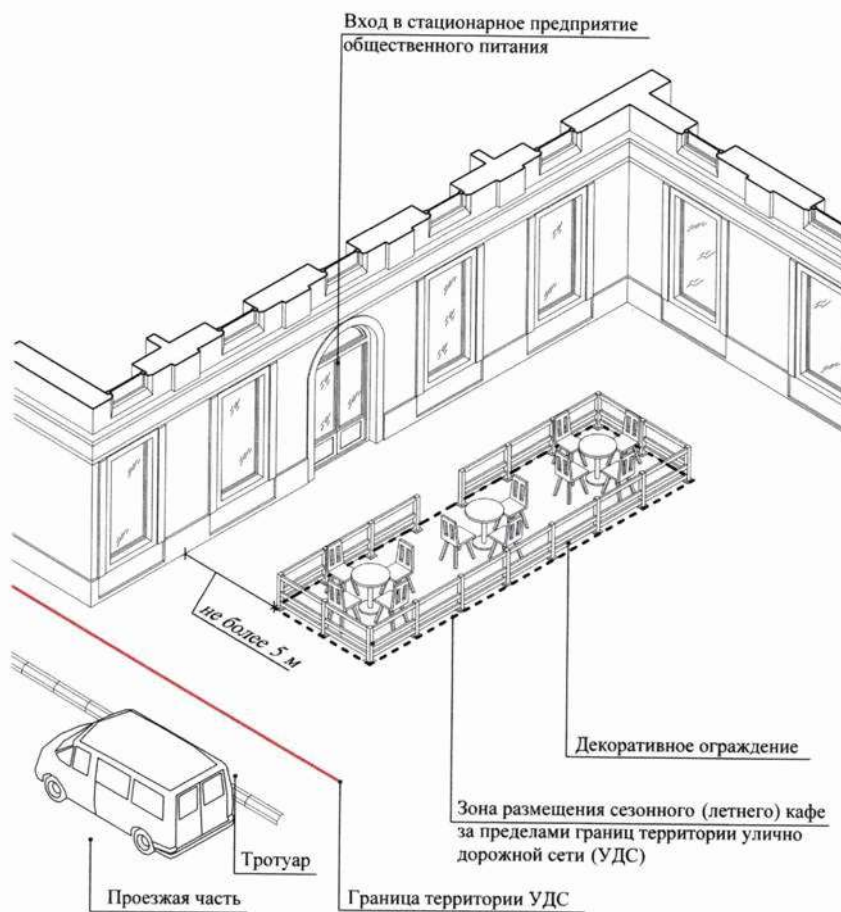 Вход в стационарное предприятие
общественного питания
не более 5 м
Декоративное ограждение
Зона размещения сезонного (летнего) кафе
за пределами границ территории улично
дорожной сети (УДС)
Тротуар
Проезжая часть
Граница территории УДС